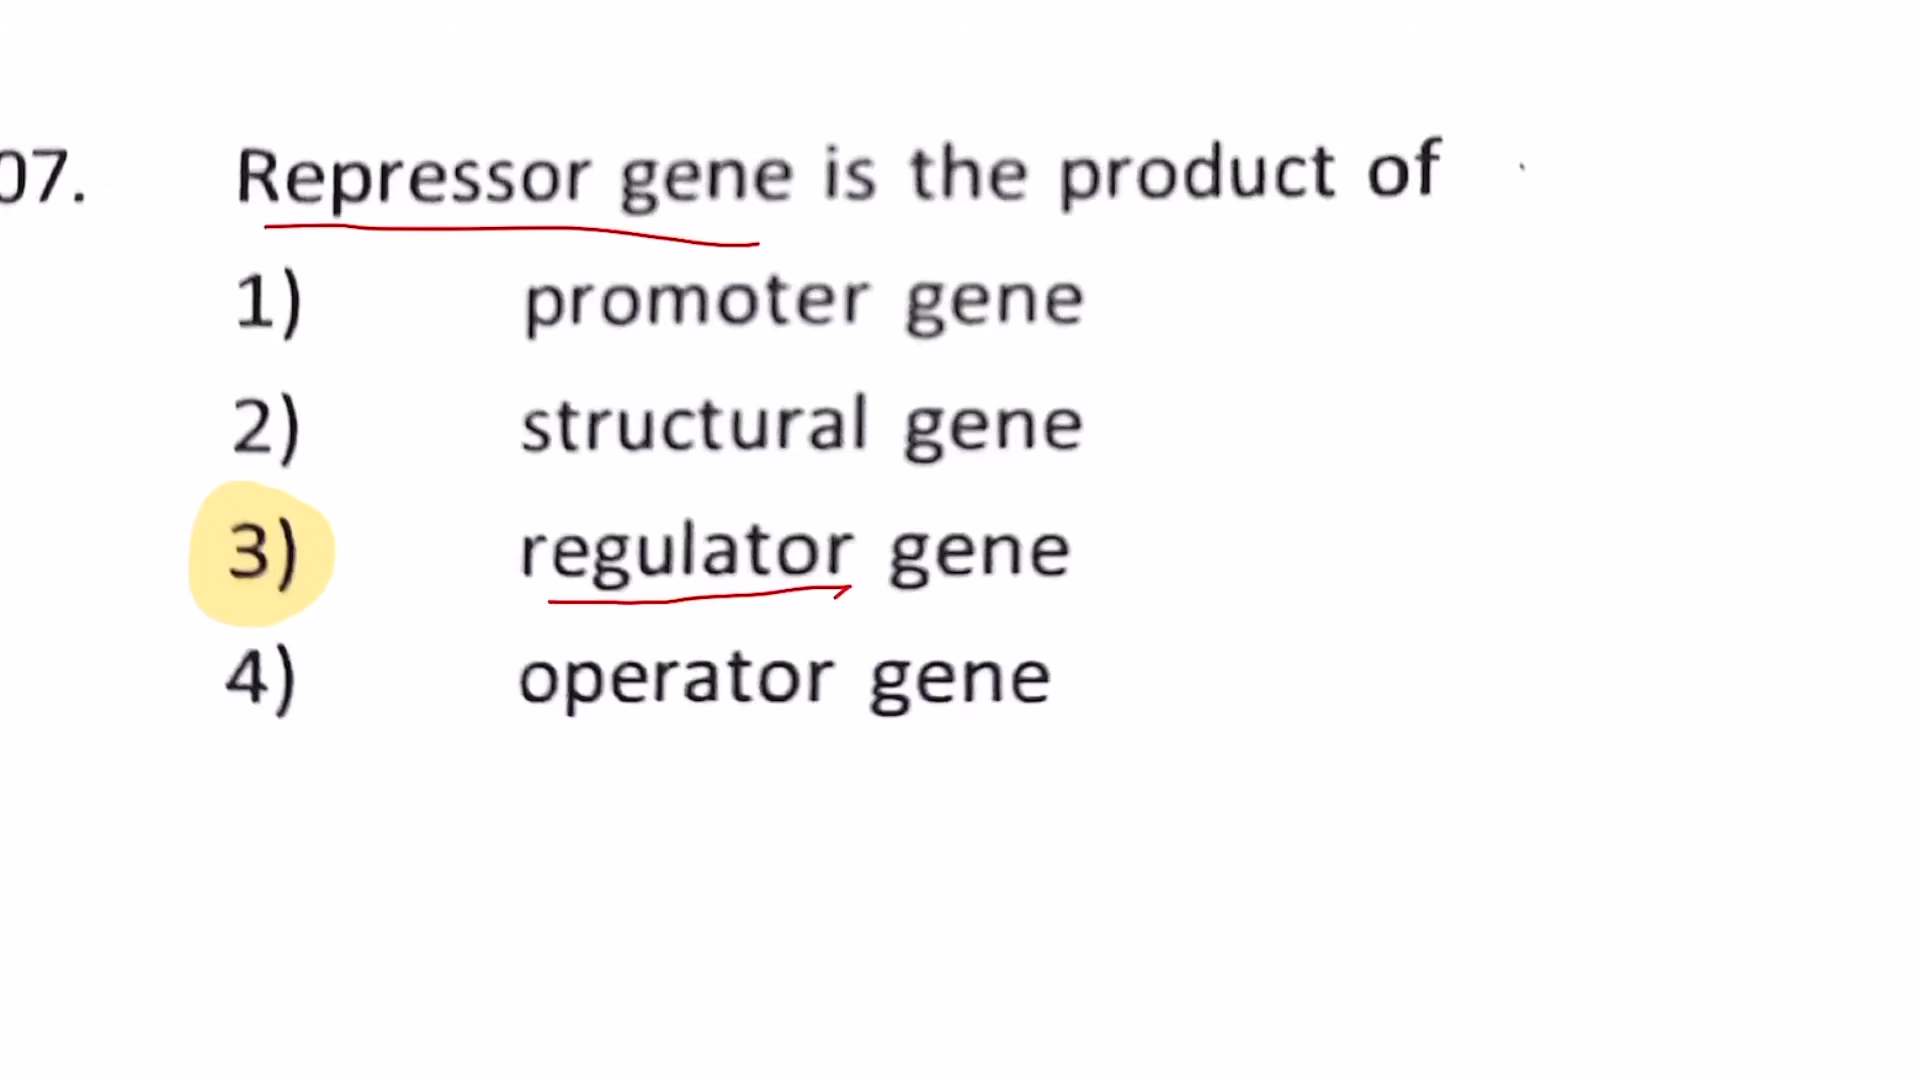 07. Repressor gene is the product of
1) promoter gene
2) structural gene
3) regulator gene
4) operator gene